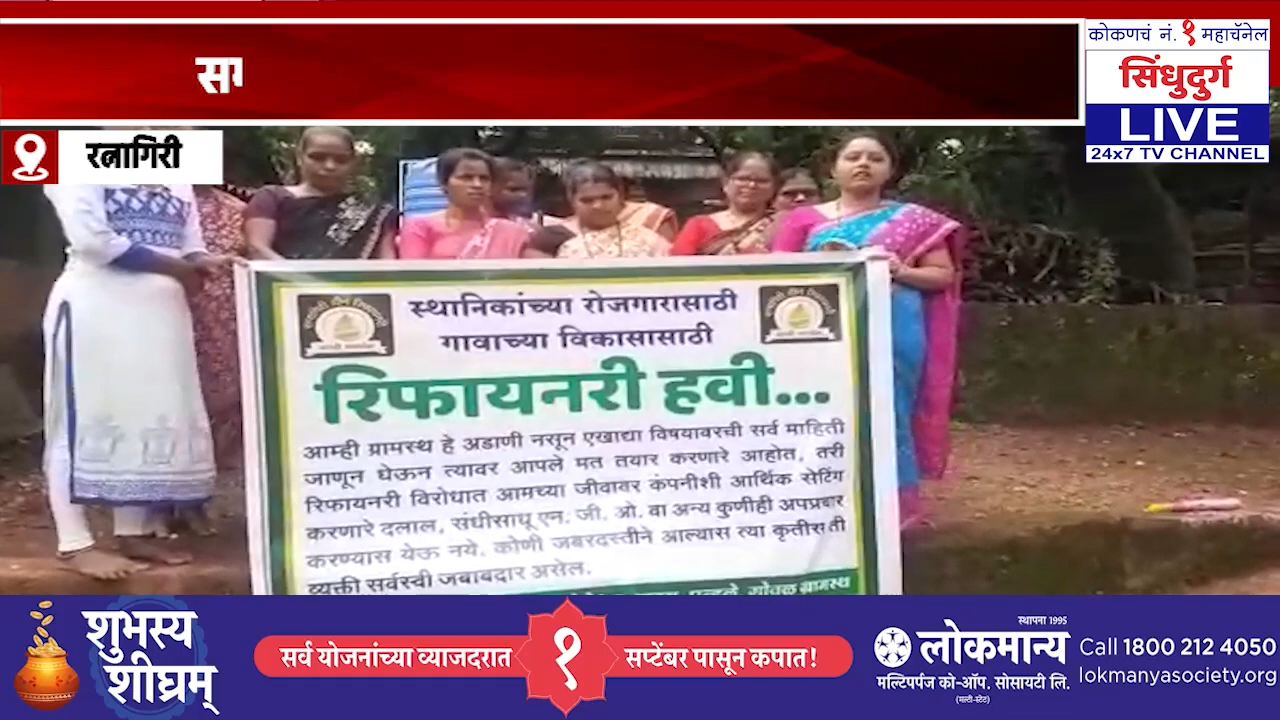 कोकणचं नं. १ महाचॅनेल
सिंधुदुर्ग
LIVE
24x7 TV CHANNEL
रत्नागिरी
स्थानिकांच्या रोजगारासाठी
गावाच्या विकासासाठी
रिफायनरी हवी...
आम्ही ग्रामस्थ हे अडाणी नसून एखाद्या विषयावरची सर्व माहिती
जाणून घेऊन त्यावर आपले मत तयार करणारे आहोत, तरी
रिफायनरी विरोधात आमच्या जीवावर कंपनीशी आर्थिक सेटिंग
करणारे दलाल, संधीसाधू एन. जी. ओ. वा अन्य कुणीही अपप्रचार
करण्यास येऊ नये. कोणी जबरदस्तीने आल्यास त्या कृतीस ती
व्यक्ती सर्वस्वी जबाबदार असेल.
ग्रामस्थ
शुभस्य
शीघ्रम्
सर्व योजनांच्या व्याजदरात १ सप्टेंबर पासून कपात!
स्थापना 1995
लोकमान्य
मल्टिपर्पज को-ऑप. सोसायटी लि.
(मल्टी-स्टेट)
Call 1800 212 4050
lokmanyasociety.org